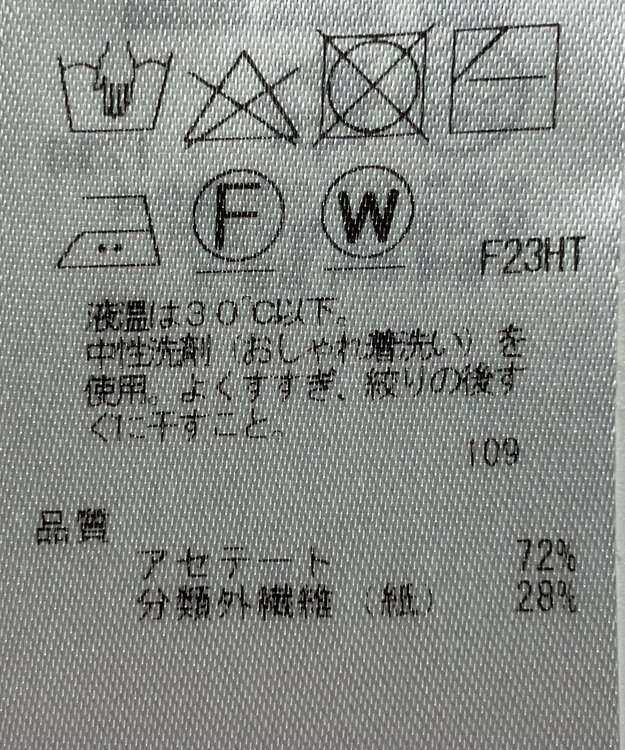 F W
F23HT
液温は30℃以下。
中性洗剤（おしゃれ着洗い）を
使用。よくすすぎ、絞りの後す
ぐに干すこと。
109
品質
アセテート 72%
分類外繊維（紙） 28%